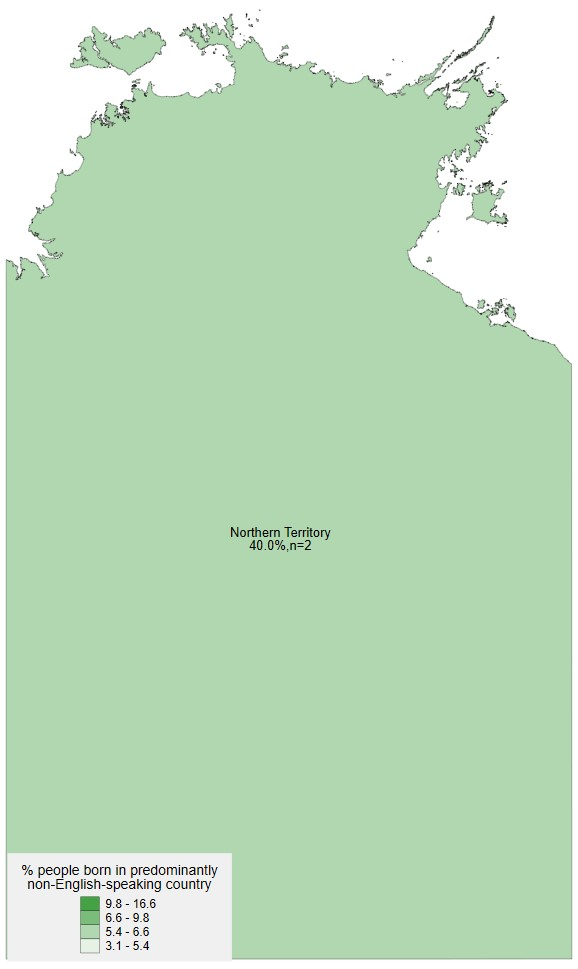 Northern Territory
40.0%,n=2
% people born in predominantly
non-English-speaking country
9.8 - 16.6
6.6 - 9.8
5.4 - 6.6
3.1 - 5.4